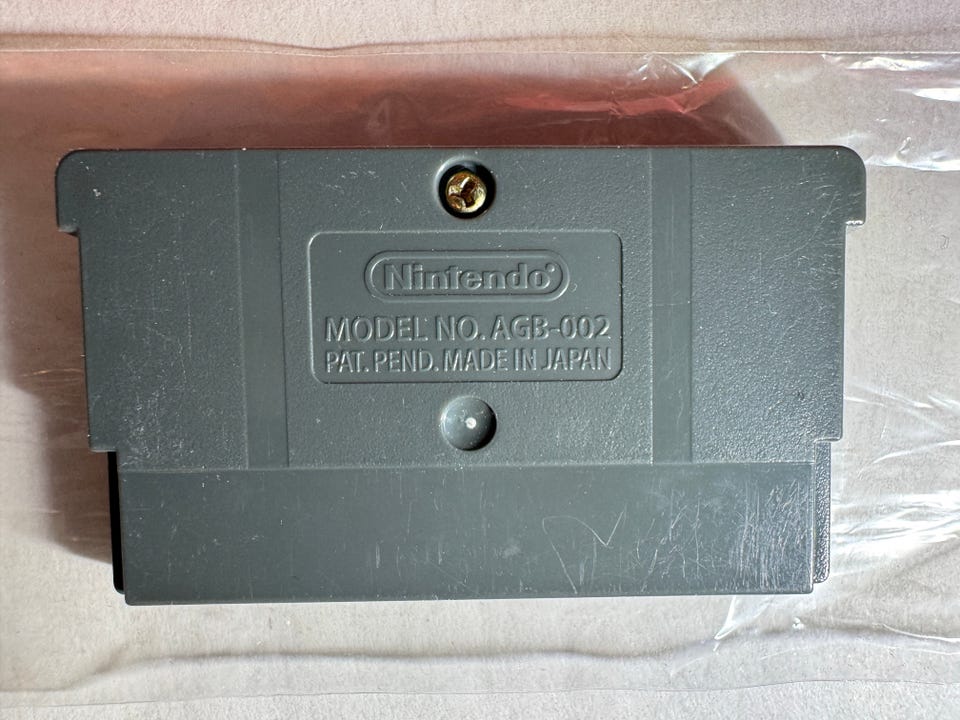 Nintendo®
MODEL NO. AGB-002
PAT. PEND. MADE IN JAPAN